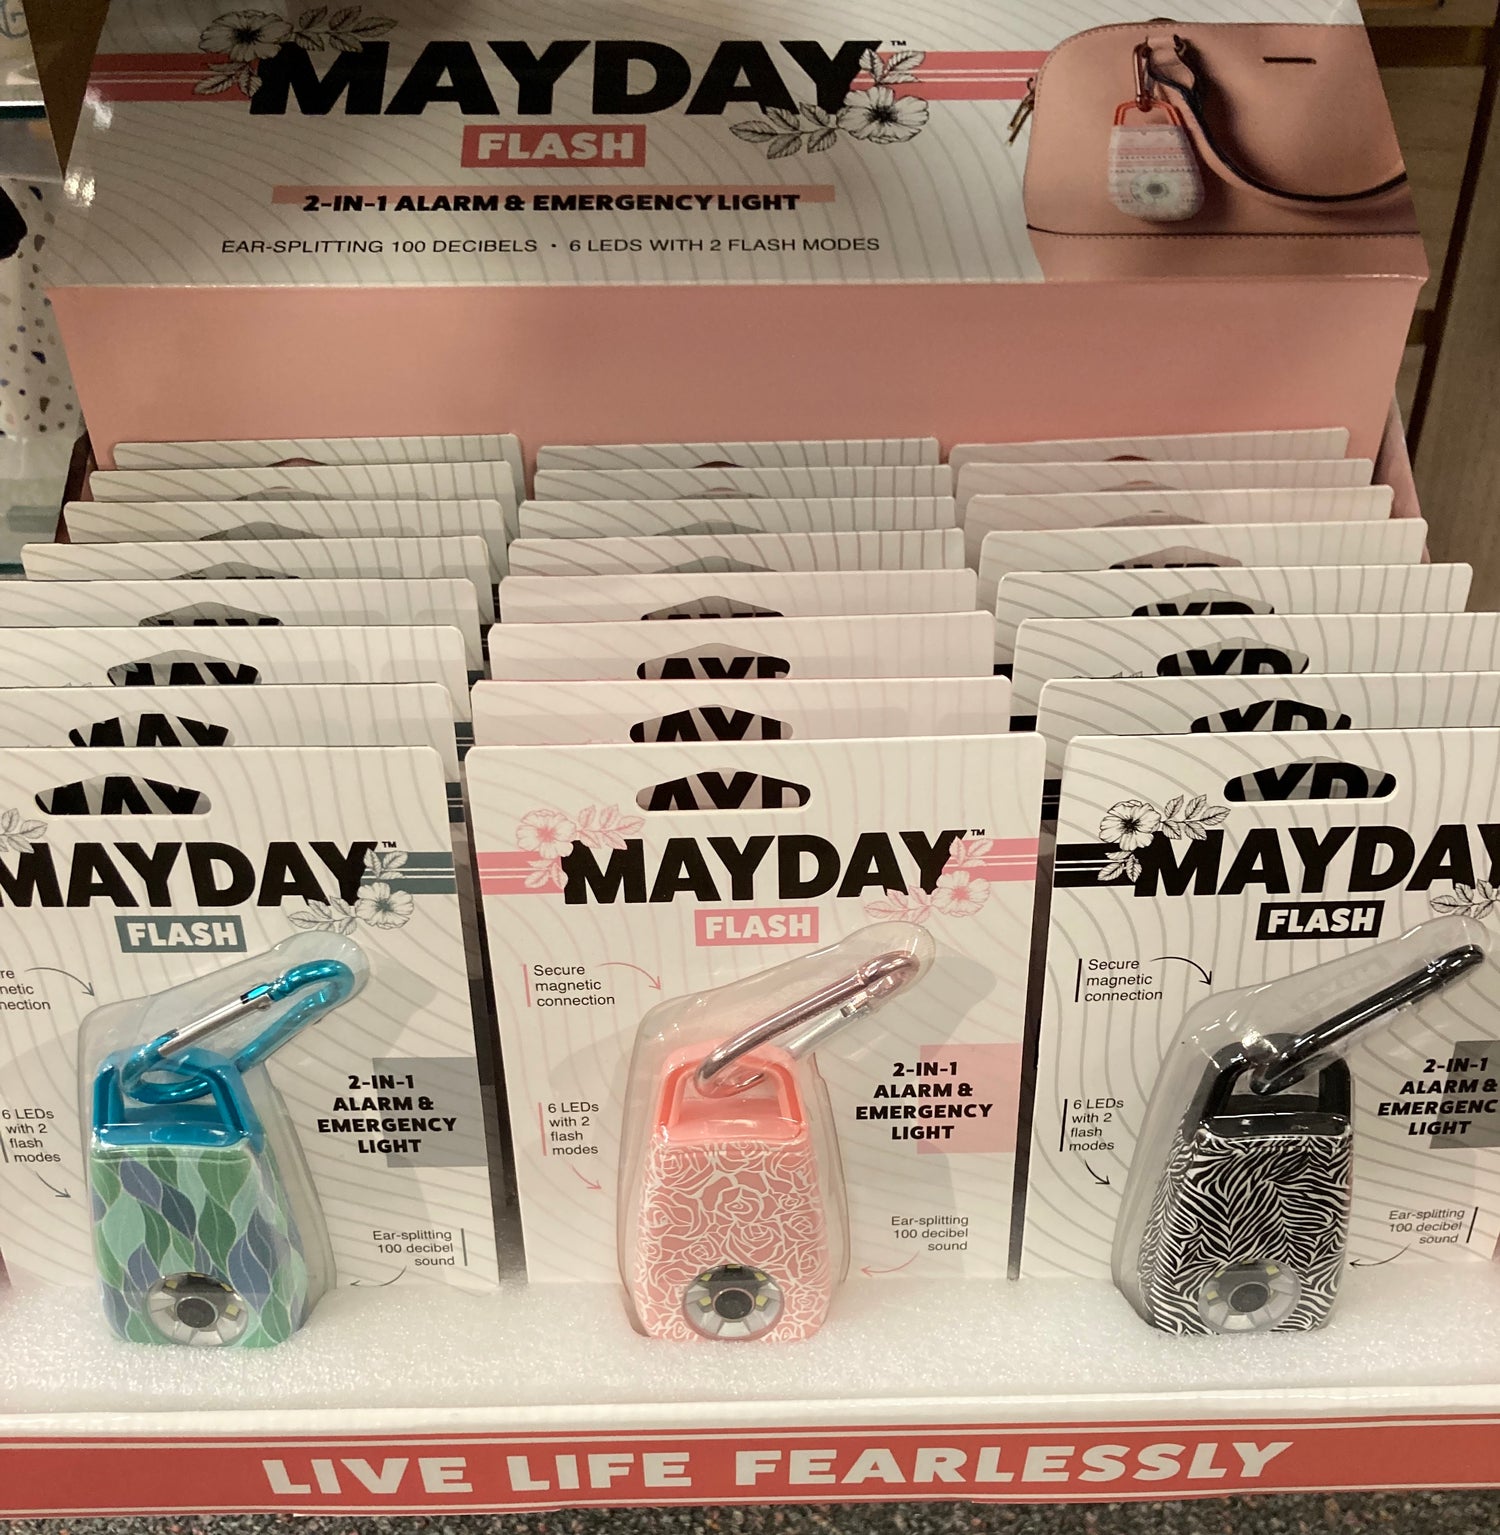 MAYDAY™
FLASH
2-IN-1 ALARM & EMERGENCY LIGHT
EAR-SPLITTING 100 DECIBELS • 6 LEDS WITH 2 FLASH MODES
MAYDAY™
FLASH
6 LEDs
with 2
flash
modes
2-IN-1
ALARM &
EMERGENCY
LIGHT
Ear-splitting
100 decibel
sound
MAYDAY™
FLASH
Secure
magnetic
connection
6 LEDs
with 2
flash
modes
2-IN-1
ALARM &
EMERGENCY
LIGHT
Ear-splitting
100 decibel
sound
MAYDAY
FLASH
Secure
magnetic
connection
6 LEDs
with 2
flash
modes
2-IN-1
ALARM &
EMERGENC
LIGHT
Ear-splitting
100 decibel
sound
LIVE LIFE FEARLESSLY